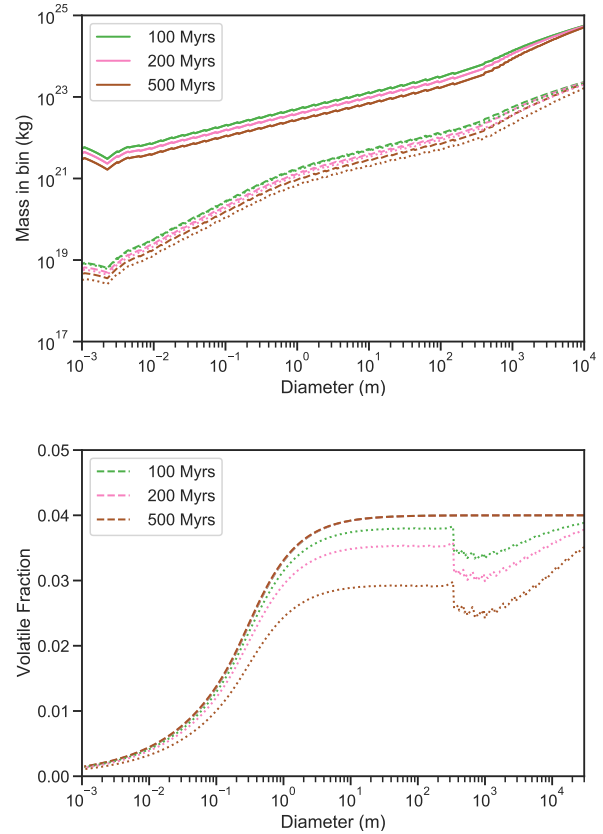 10^25
10^23
10^21
10^19
10^17
Mass in bin (kg)
100 Myrs
200 Myrs
500 Myrs
10^−3 10^−2 10^−1 10^0 10^1 10^2 10^3 10^4
Diameter (m)
0.05
0.04
0.03
0.02
0.01
0.00
Volatile Fraction
100 Myrs
200 Myrs
500 Myrs
10^−3 10^−2 10^−1 10^0 10^1 10^2 10^3 10^4
Diameter (m)